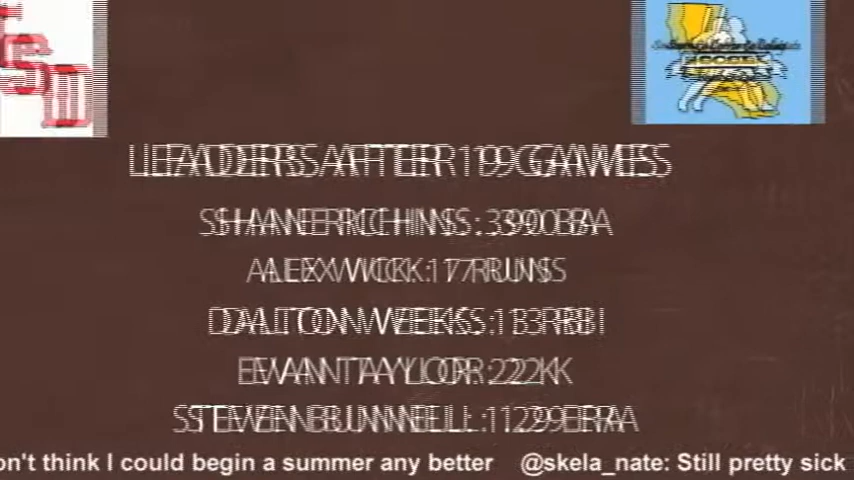 LEADERS AFTER 19 GAMES
SHANE RICHINS: 390 BA
ALEX WICK: 17 RUNS
DALTON WEEKS: 13 RBI
EVAN TAYLOR: 22 K
STEVEN BUNNELL: 1.29 ERA
on't think I could begin a summer any better @skela_nate: Still pretty sick